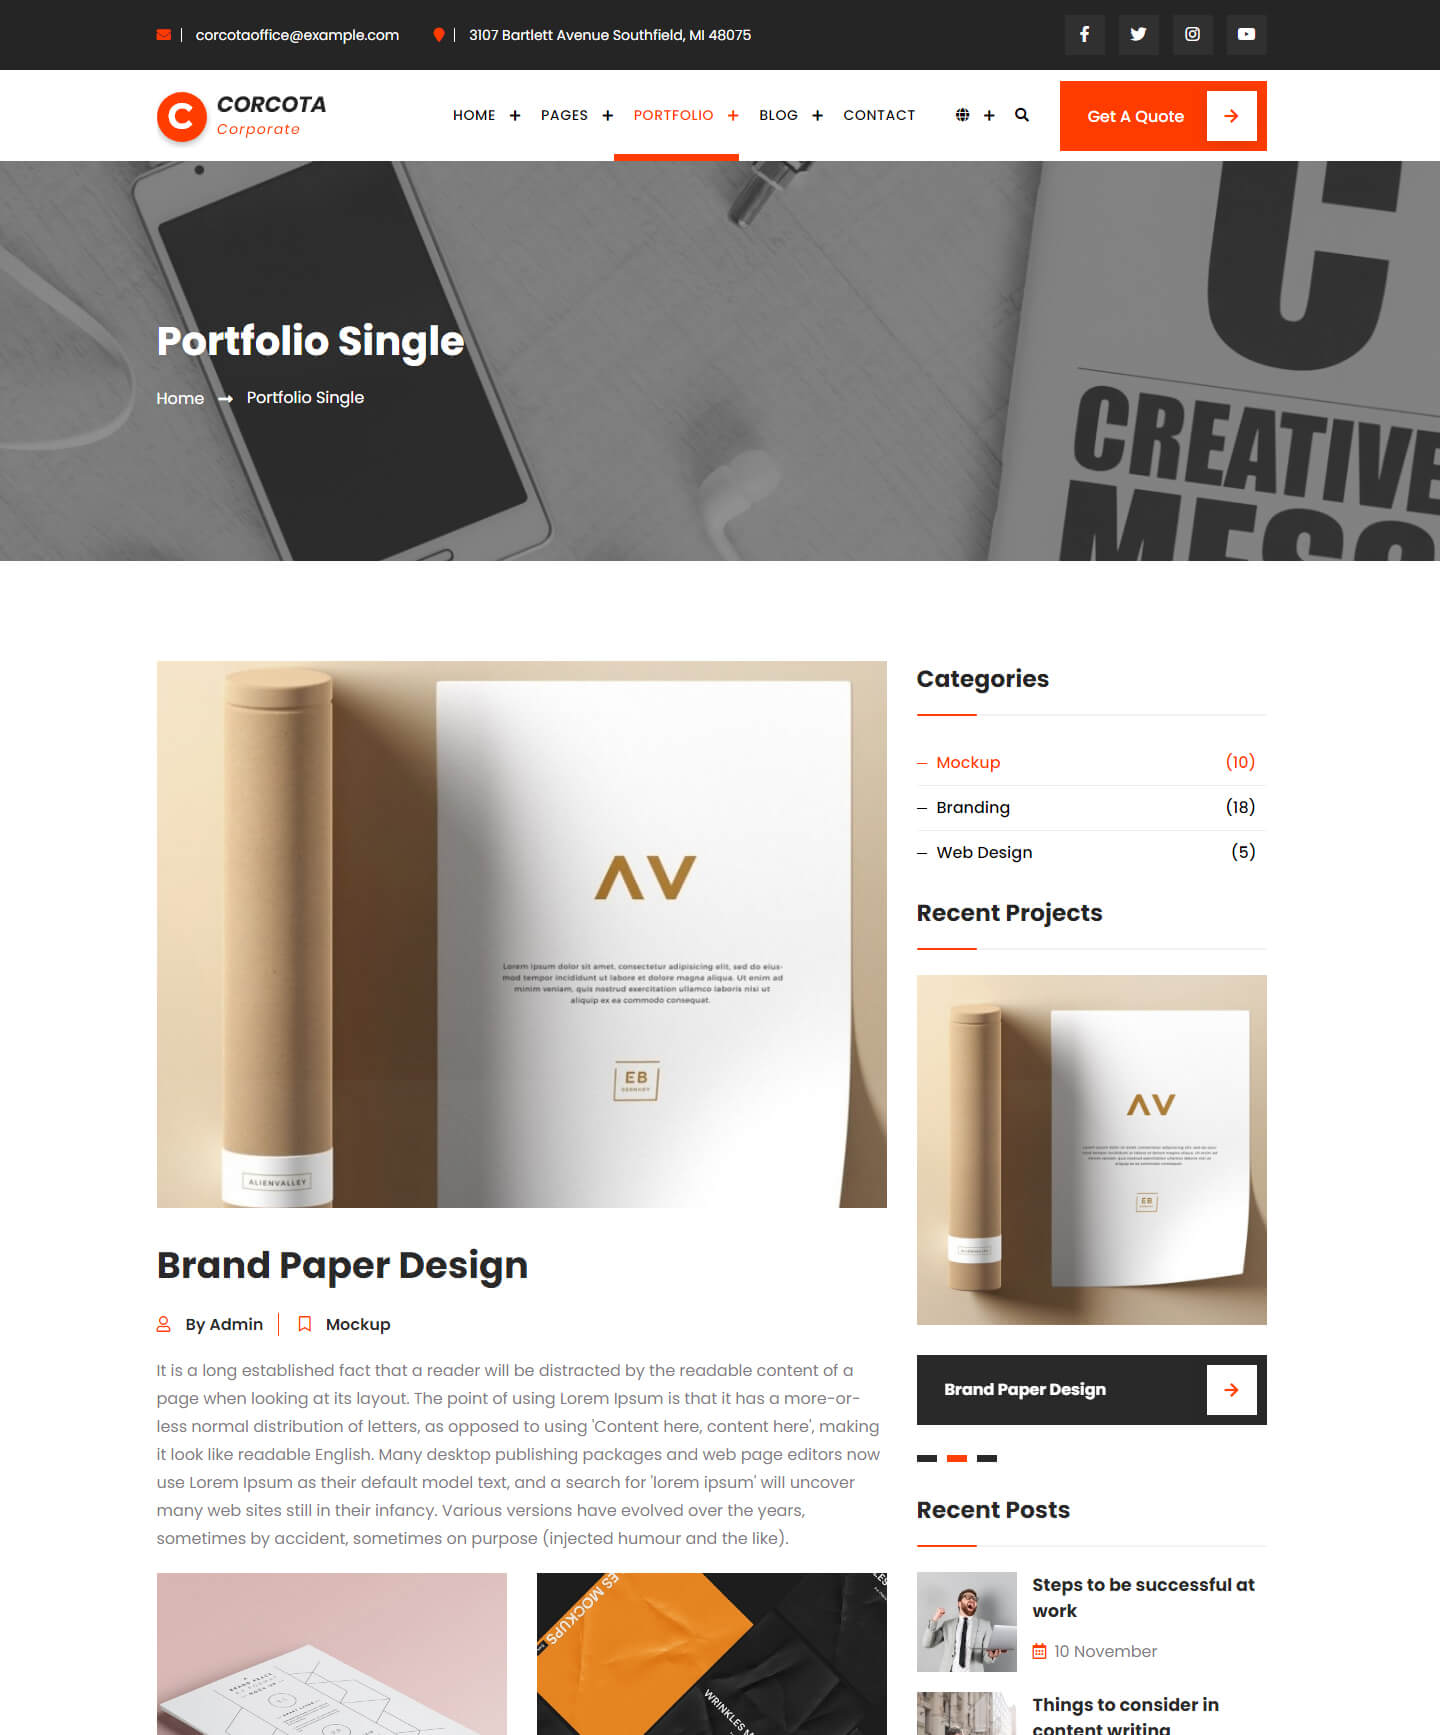 corcotaoffice@example.com
3107 Bartlett Avenue Southfield, MI 48075
C
CORCOTA
Corporate
HOME
PAGES
PORTFOLIO
BLOG
CONTACT
Get A Quote
C
CREATIVE
Portfolio Single
Home
Portfolio Single
AV
Lorem ipsum dolor sit amet, consectetur adipisicing elit, sed do eius-
mod tempor incididunt ut labore et dolore magna aliqua. Ut enim ad
minim veniam, quis nostrud exercitation ullamco laboris nisi ut
aliquip ex ea commodo consequat.
EB
ALIENVALLEY
Brand Paper Design
By Admin
Mockup
It is a long established fact that a reader will be distracted by the readable content of a
page when looking at its layout. The point of using Lorem Ipsum is that it has a more-or-
less normal distribution of letters, as opposed to using 'Content here, content here', making
it look like readable English. Many desktop publishing packages and web page editors now
use Lorem Ipsum as their default model text, and a search for 'lorem ipsum' will uncover
many web sites still in their infancy. Various versions have evolved over the years,
sometimes by accident, sometimes on purpose (injected humour and the like).
ES MOCKUPS
WRINKLES M
Categories
Mockup (10)
Branding (18)
Web Design (5)
Recent Projects
AV
EB
ALIENVALLEY
Brand Paper Design
Recent Posts
Steps to be successful at
work
10 November
Things to consider in
content writing